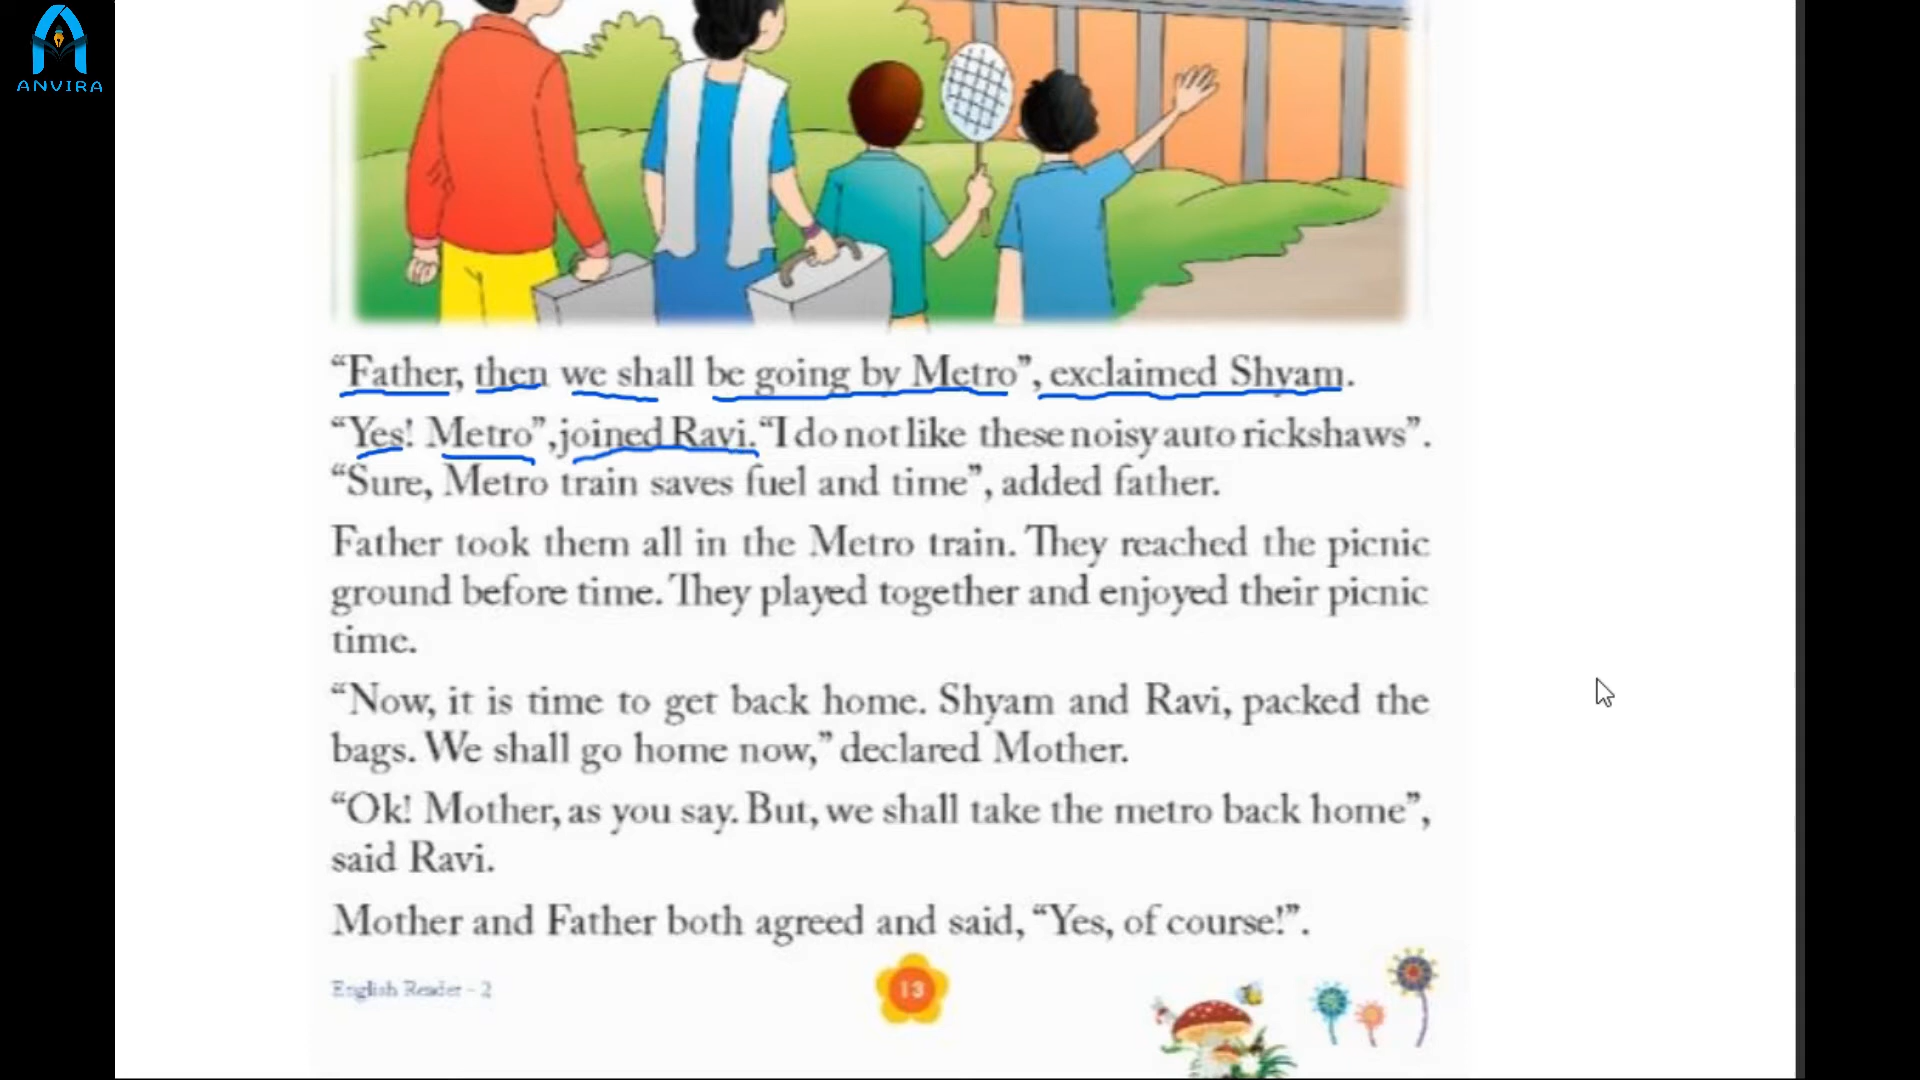 ANVIRA
“Father, then we shall be going by Metro”, exclaimed Shyam.
“Yes! Metro”, joined Ravi. “I do not like these noisy auto rickshaws”.
“Sure, Metro train saves fuel and time”, added father.
Father took them all in the Metro train. They reached the picnic
ground before time. They played together and enjoyed their picnic
time.
“Now, it is time to get back home. Shyam and Ravi, packed the
bags. We shall go home now,” declared Mother.
“Ok! Mother, as you say. But, we shall take the metro back home”,
said Ravi.
Mother and Father both agreed and said, “Yes, of course!”.
English Reader - 2
13